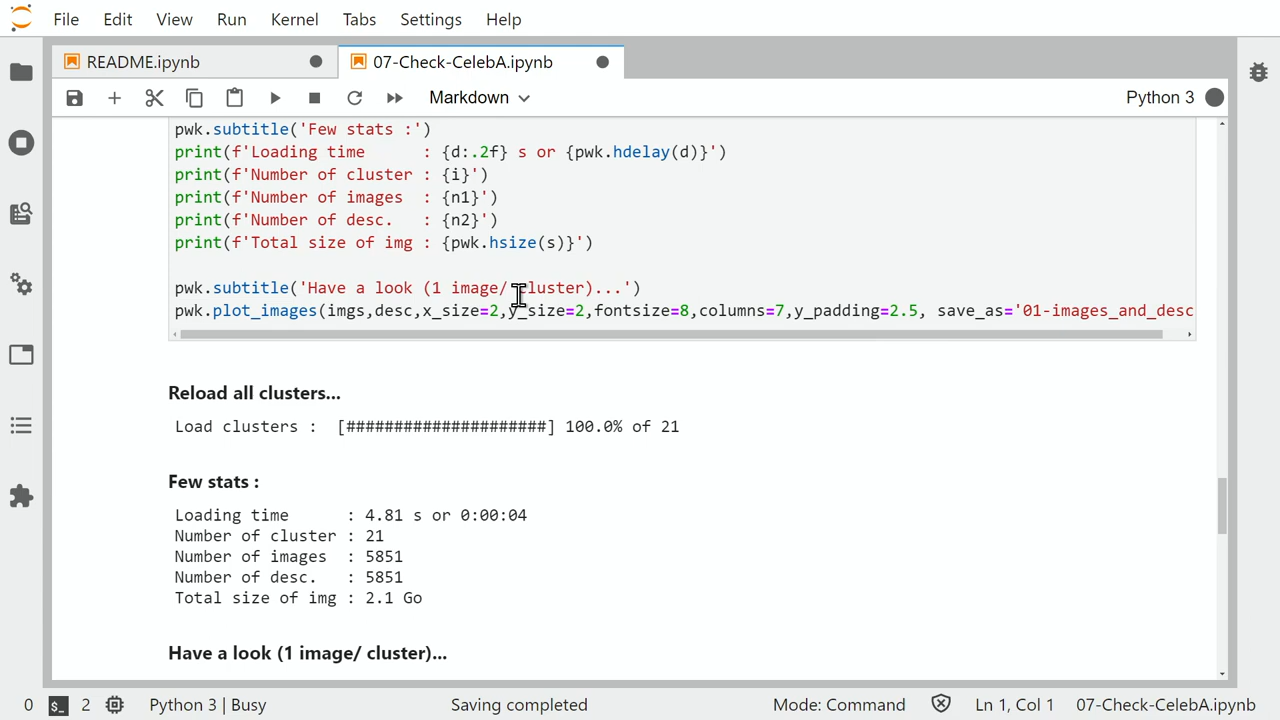 File Edit View Run Kernel Tabs Settings Help
README.ipynb 07-Check-CelebA.ipynb
Markdown Python 3
pwk.subtitle('Few stats :')
print(f'Loading time      : {d:.2f} s or {pwk.hdelay(d)}')
print(f'Number of cluster : {i}')
print(f'Number of images  : {n1}')
print(f'Number of desc.   : {n2}')
print(f'Total size of img : {pwk.hsize(s)}')
pwk.subtitle('Have a look (1 image/ cluster)...')
pwk.plot_images(imgs,desc,x_size=2,y_size=2,fontsize=8,columns=7,y_padding=2.5, save_as='01-images_and_desc
Reload all clusters...
Load clusters :  [#####################] 100.0% of 21
Few stats :
Loading time      : 4.81 s or 0:00:04
Number of cluster : 21
Number of images  : 5851
Number of desc.   : 5851
Total size of img : 2.1 Go
Have a look (1 image/ cluster)...
0 $_ 2 Python 3 | Busy Saving completed Mode: Command Ln 1, Col 1 07-Check-CelebA.ipynb